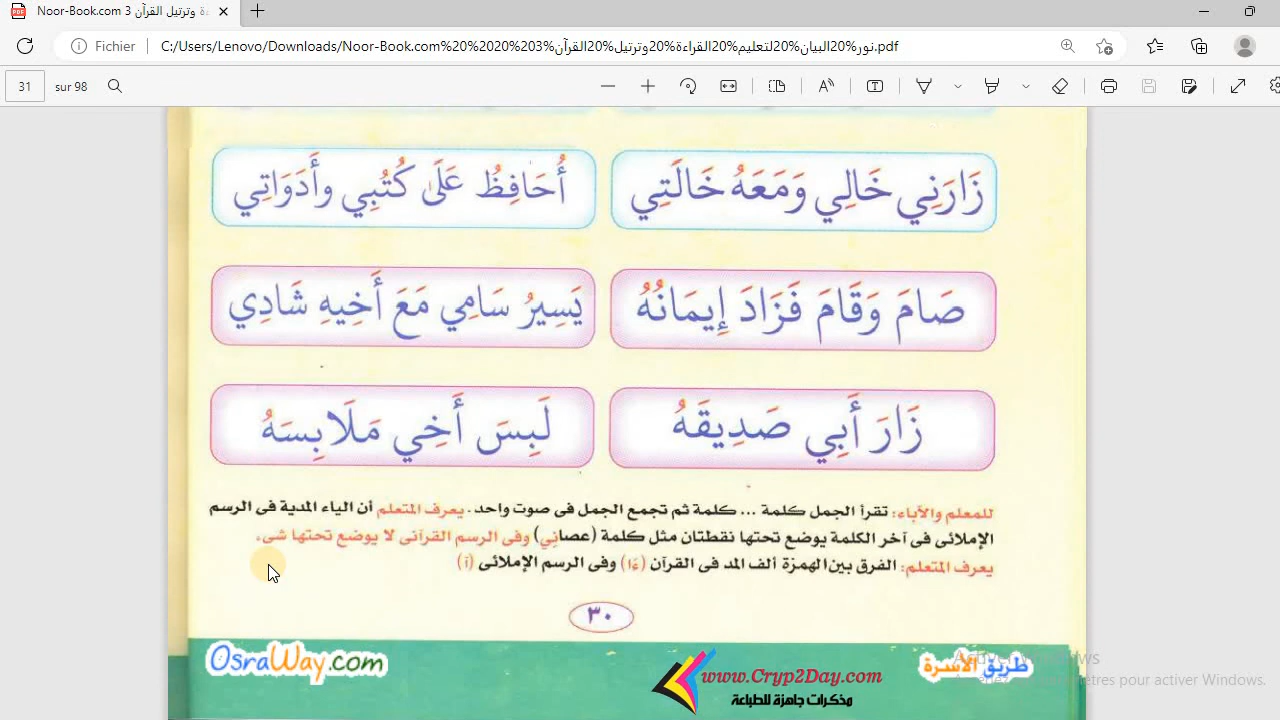 Noor-Book.com 3 ءة وترتيل القرآن
Fichier
C:/Users/Lenovo/Downloads/Noor-Book.com%20%2020%203%نور%20البيان%20لتعليم%20القراءة%20وترتيل%20القرآن.pdf
31 sur 98
زَارَنِي خَالِي وَمَعَهُ خَالَتِي
أُحَافِظُ عَلَى كُتُبِي وأَدَوَاتِي
صَامَ وَقَامَ فَزَادَ إِيمَانُهُ
يَسِيرُ سَامِي مَعَ أَخِيهِ شَادِي
زَارَ أَبِي صَدِيقَهُ
لَبِسَ أَخِي مَلَابِسَهُ
للمعلم والآباء: تقرأ الجمل كلمة ... كلمة ثم تجمع الجمل فى صوت واحد. يعرف المتعلم أن الياء المدية فى الرسم
الإملائى فى آخر الكلمة يوضع تحتها نقطتان مثل كلمة (عصانِي) وفى الرسم القرآنى لا يوضع تحتها شىء.
يعرف المتعلم: الفرق بين الهمزة ألف المد فى القرآن (ءَا) وفى الرسم الإملائى (آ)
٣٠
OsraWay.com
www.Cryp2Day.com
مذكرات جاهزة للطباعة
طريق الأسرة